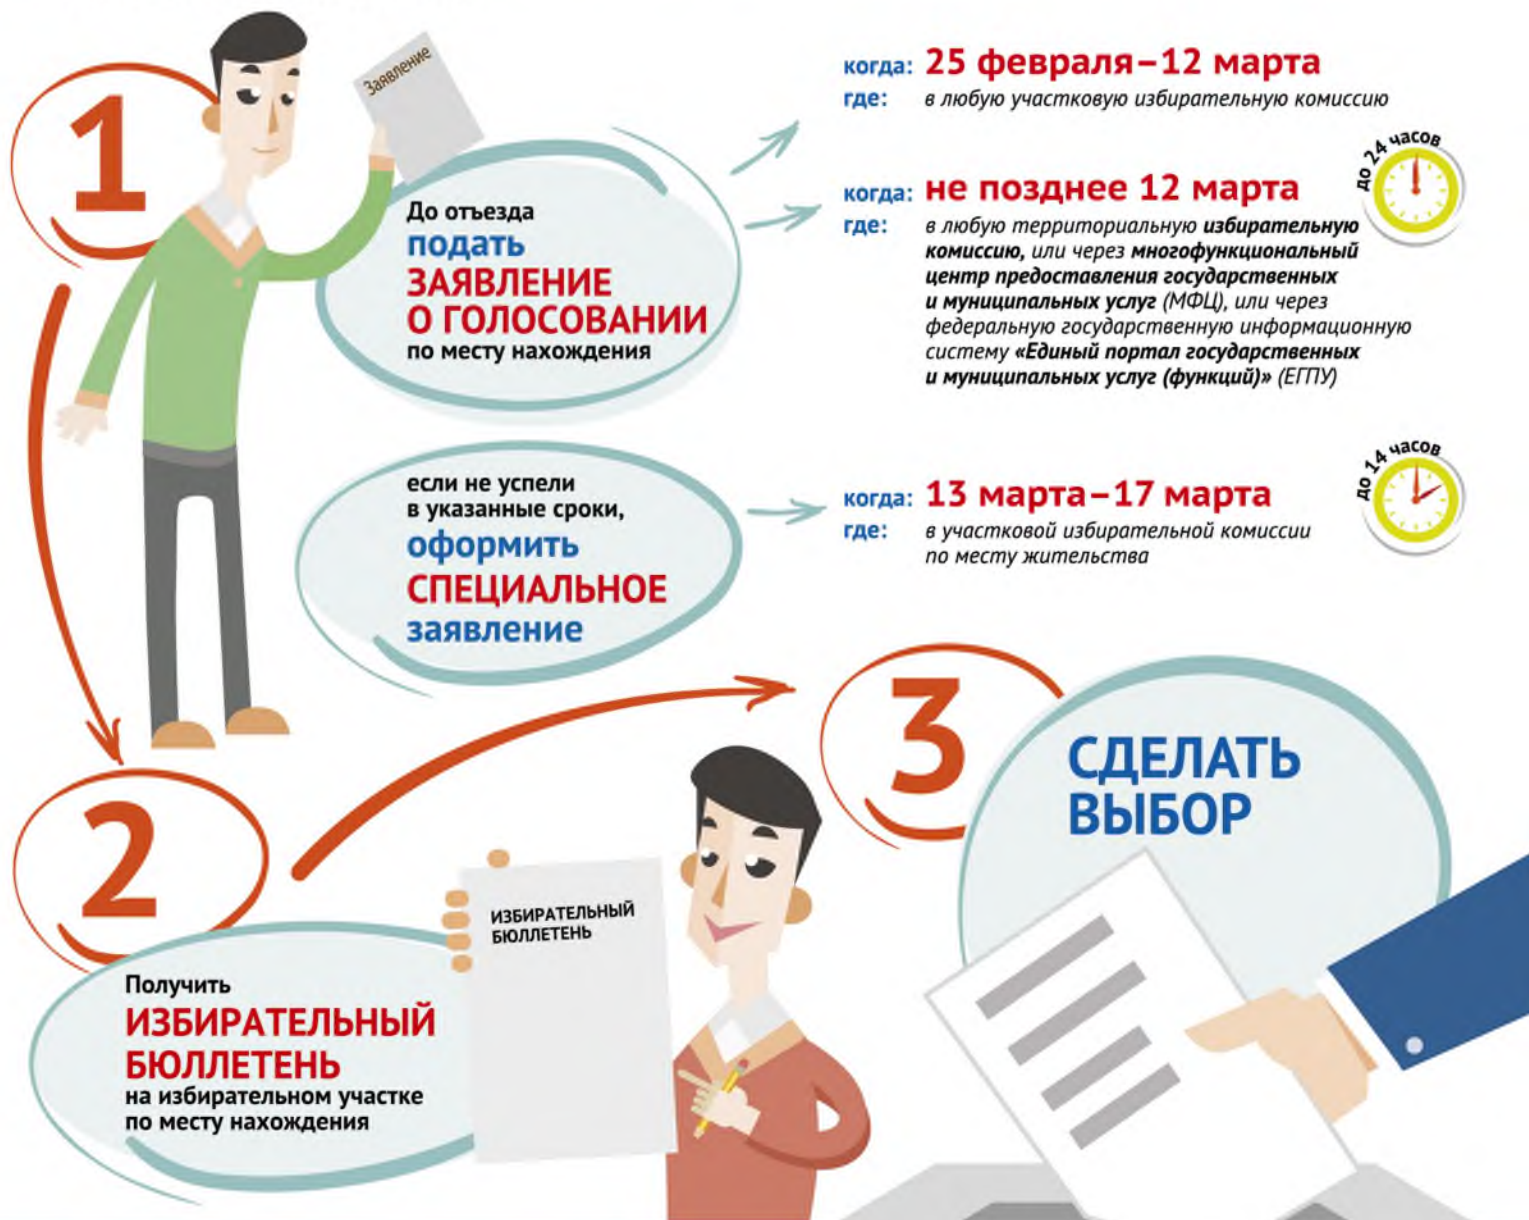 1
Заявление
До отъезда
подать
ЗАЯВЛЕНИЕ
О ГОЛОСОВАНИИ
по месту нахождения
когда: 25 февраля–12 марта
где: в любую участковую избирательную комиссию
до 24 часов
когда: не позднее 12 марта
где: в любую территориальную избирательную
комиссию, или через многофункциональный
центр предоставления государственных
и муниципальных услуг (МФЦ), или через
федеральную государственную информационную
систему «Единый портал государственных
и муниципальных услуг (функций)» (ЕГПУ)
если не успели
в указанные сроки,
оформить
СПЕЦИАЛЬНОЕ
заявление
до 14 часов
когда: 13 марта–17 марта
где: в участковой избирательной комиссии
по месту жительства
2
Получить
ИЗБИРАТЕЛЬНЫЙ
БЮЛЛЕТЕНЬ
на избирательном участке
по месту нахождения
ИЗБИРАТЕЛЬНЫЙ
БЮЛЛЕТЕНЬ
3
СДЕЛАТЬ
ВЫБОР